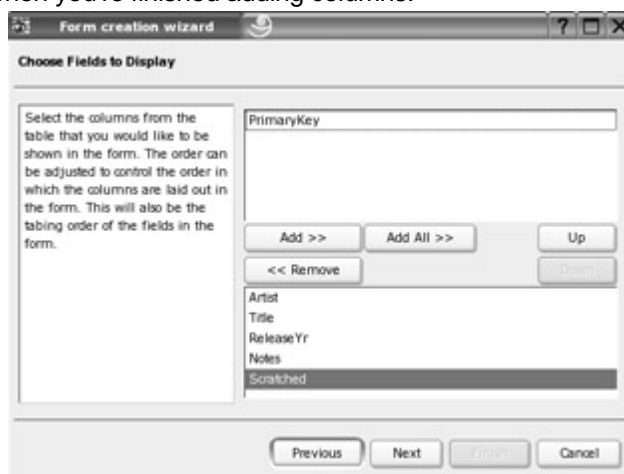 when you're finished adding columns.
Form creation wizard
Choose Fields to Display
Select the columns from the
table that you would like to be
shown in the form. The order can
be adjusted to control the order in
which the columns are laid out in
the form. This will also be the
tabing order of the fields in the
form.
PrimaryKey
Add >>
Add All >>
Up
<< Remove
Down
Artist
Title
ReleaseYr
Notes
Scratched
Previous
Next
Finish
Cancel